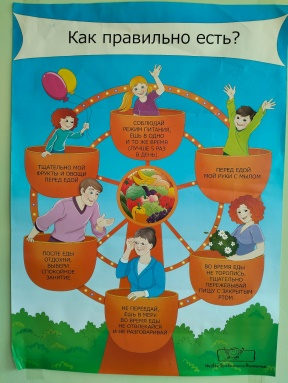 Как правильно есть?
СОБЛЮДАЙ
РЕЖИМ ПИТАНИЯ,
ЕШЬ В ОДНО
И ТО ЖЕ ВРЕМЯ
(ЛУЧШЕ 5 РАЗ
В ДЕНЬ)
ТЩАТЕЛЬНО МОЙ
ФРУКТЫ И ОВОЩИ
ПЕРЕД ЕДОЙ
ПЕРЕД ЕДОЙ
МОЙ РУКИ С МЫЛОМ
ПОСЛЕ ЕДЫ
ОТДОХНИ,
ВЫБЕРИ
СПОКОЙНОЕ
ЗАНЯТИЕ
ВО ВРЕМЯ ЕДЫ
НЕ ТОРОПИСЬ,
ТЩАТЕЛЬНО
ПЕРЕЖЁВЫВАЙ
ПИЩУ С ЗАКРЫТЫМ
РТОМ
НЕ ПЕРЕЕДАЙ,
ЕШЬ В МЕРУ.
ВО ВРЕМЯ ЕДЫ
НЕ ОТВЛЕКАЙСЯ
И НЕ РАЗГОВАРИВАЙ